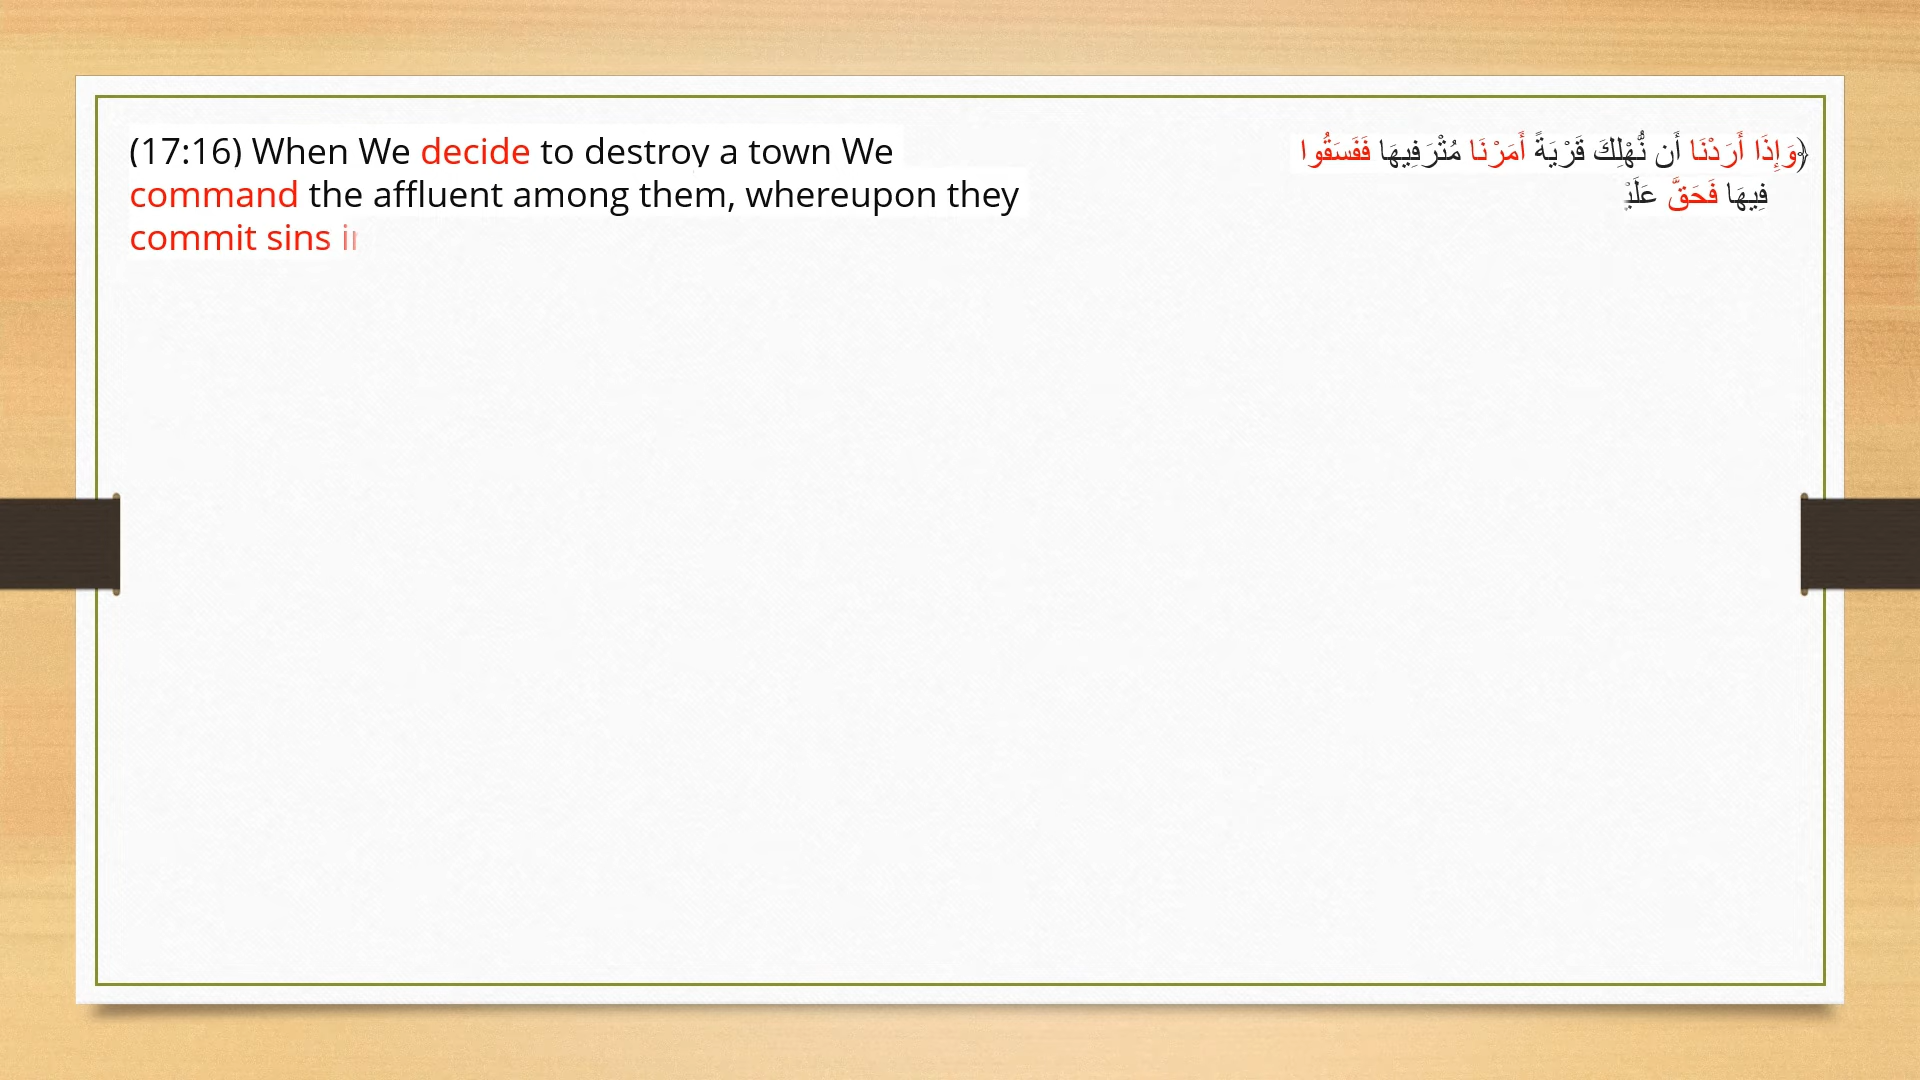 (17:16) When We decide to destroy a town We
command the affluent among them, whereupon they
commit sins
﴿وَإِذَا أَرَدْنَا أَن نُّهْلِكَ قَرْيَةً أَمَرْنَا مُتْرَفِيهَا فَفَسَقُوا
فِيهَا فَحَقَّ